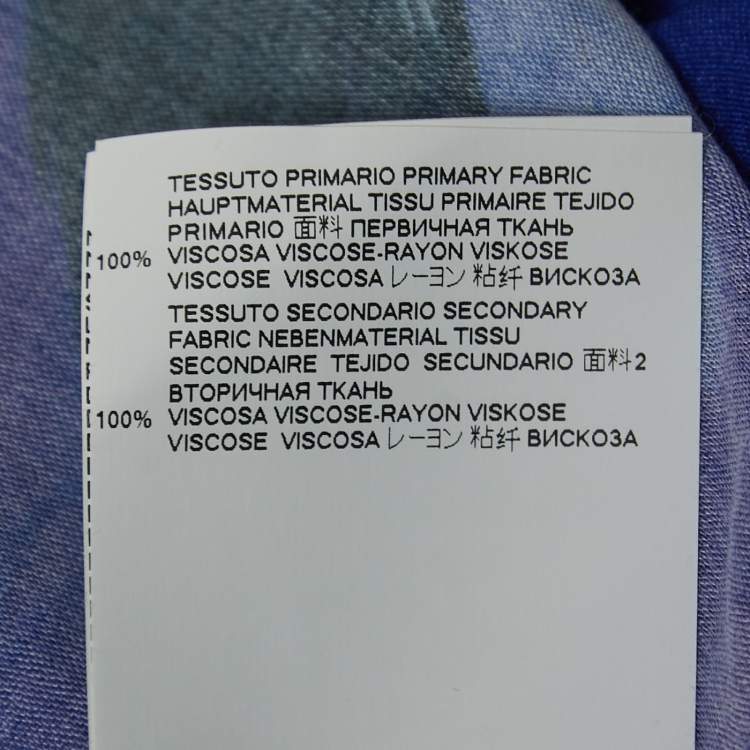 TESSUTO PRIMARIO PRIMARY FABRIC
HAUPTMATERIAL TISSU PRIMAIRE TEJIDO
PRIMARIO 面料 ПЕРВИЧНАЯ ТКАНЬ
100% VISCOSA VISCOSE-RAYON VISKOSE
VISCOSE VISCOSA レーヨン 粘纤 ВИСКОЗА
TESSUTO SECONDARIO SECONDARY
FABRIC NEBENMATERIAL TISSU
SECONDAIRE TEJIDO SECUNDARIO 面料2
ВТОРИЧНАЯ ТКАНЬ
100% VISCOSA VISCOSE-RAYON VISKOSE
VISCOSE VISCOSA レーヨン 粘纤 ВИСКОЗА